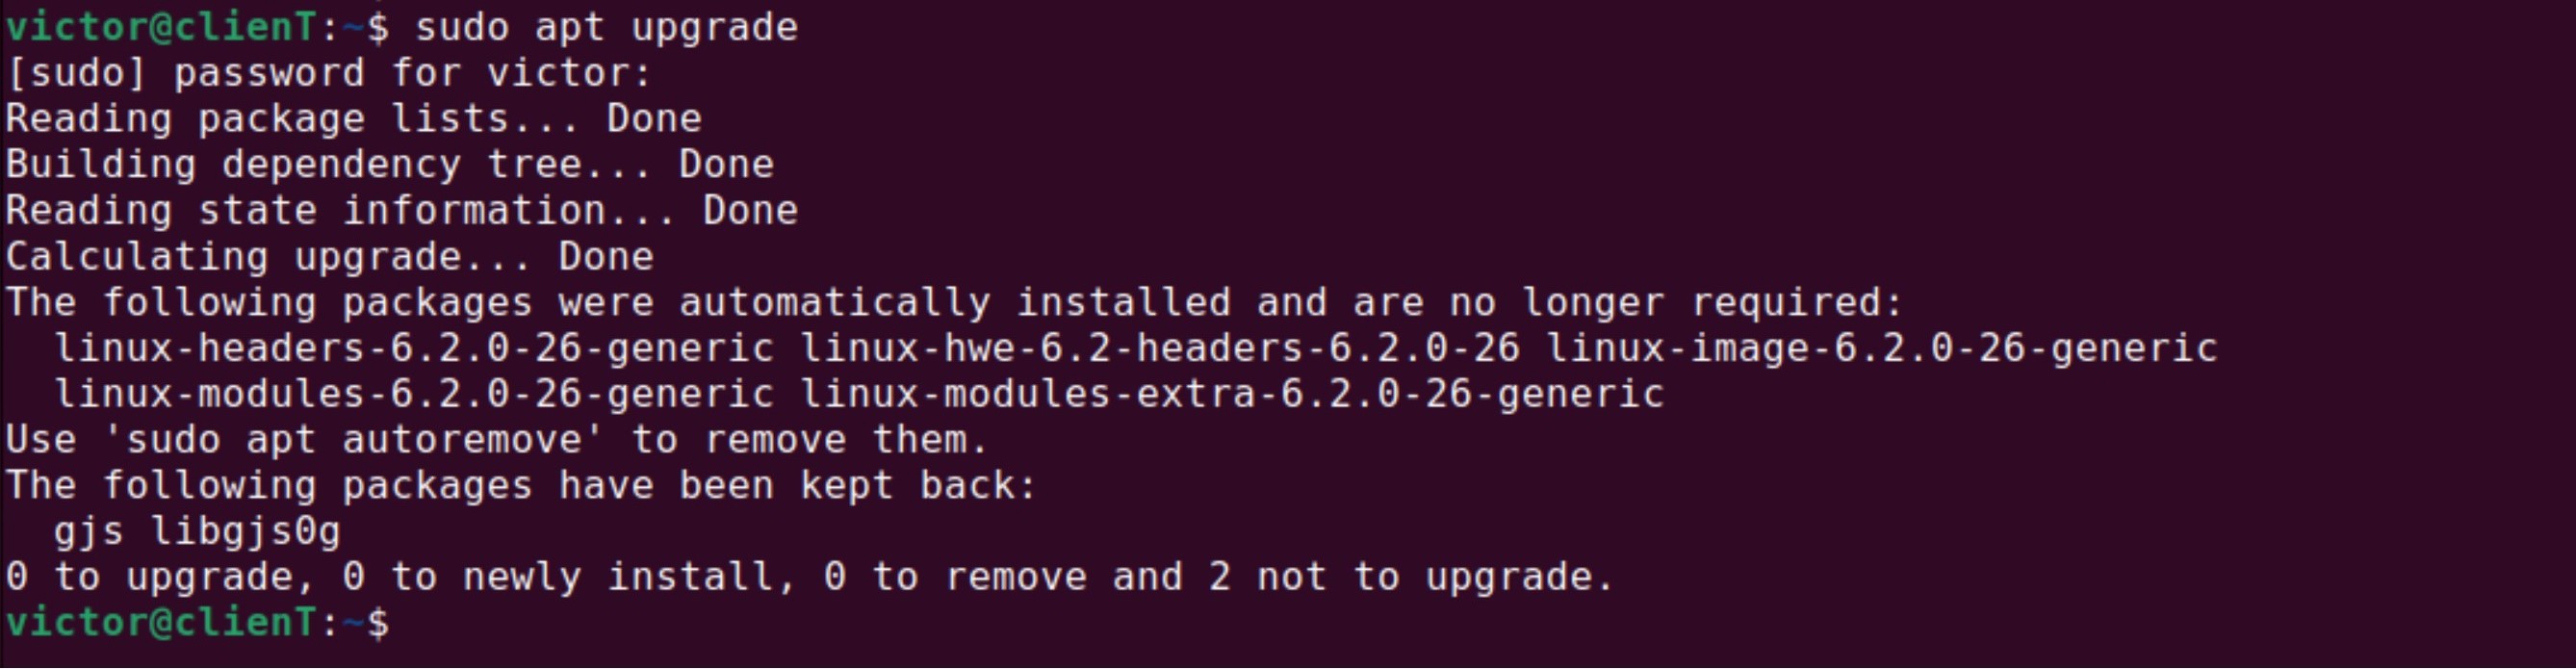 victor@clienT:~$ sudo apt upgrade
[sudo] password for victor:
Reading package lists... Done
Building dependency tree... Done
Reading state information... Done
Calculating upgrade... Done
The following packages were automatically installed and are no longer required:
  linux-headers-6.2.0-26-generic linux-hwe-6.2-headers-6.2.0-26 linux-image-6.2.0-26-generic
  linux-modules-6.2.0-26-generic linux-modules-extra-6.2.0-26-generic
Use 'sudo apt autoremove' to remove them.
The following packages have been kept back:
  gjs libgjs0g
0 to upgrade, 0 to newly install, 0 to remove and 2 not to upgrade.
victor@clienT:~$